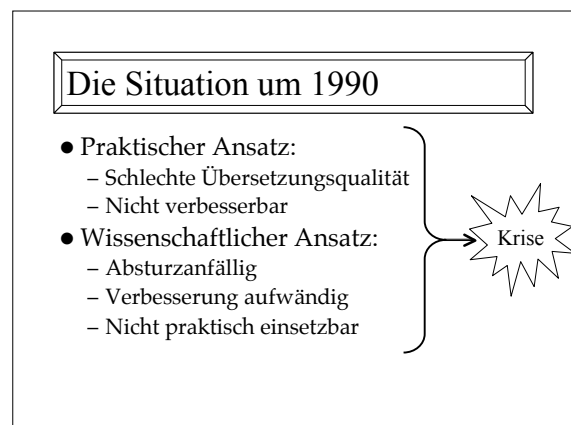 Die Situation um 1990
● Praktischer Ansatz:
– Schlechte Übersetzungsqualität
– Nicht verbesserbar
● Wissenschaftlicher Ansatz:
– Absturzanfällig
– Verbesserung aufwändig
– Nicht praktisch einsetzbar
Krise